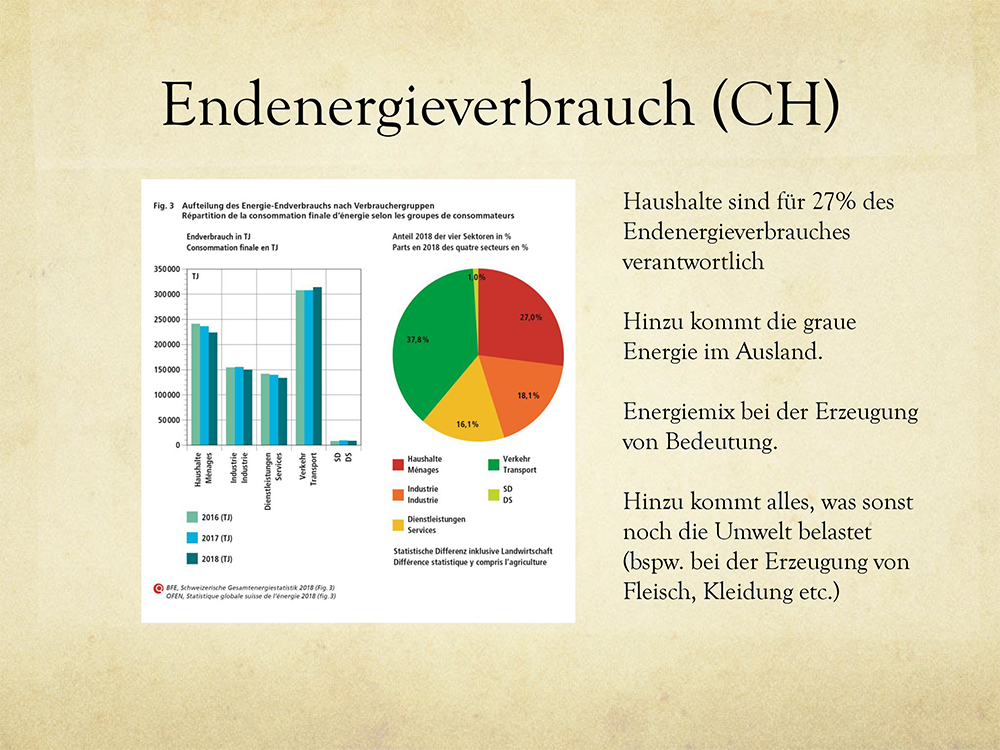 Endenergieverbrauch (CH)
Fig. 3 Aufteilung des Energie-Endverbrauchs nach Verbrauchergruppen
Répartition de la consommation finale d'énergie selon les groupes de consommateurs
Endverbrauch in TJ
Consommation finale en TJ
350000
300000
250000
200000
150000
100000
50000
0
TJ
Haushalte
Ménages
Industrie
Industrie
Dienstleistungen
Services
Verkehr
Transport
SD
DS
2016 (TJ)
2017 (TJ)
2018 (TJ)
Anteil 2018 der vier Sektoren in %
Parts en 2018 des quatre secteurs en %
1,0%
27,0%
37,8%
18,1%
16,1%
Haushalte
Ménages
Industrie
Industrie
Dienstleistungen
Services
Verkehr
Transport
SD
DS
Statistische Differenz inklusive Landwirtschaft
Différence statistique y compris l'agriculture
BFE, Schweizerische Gesamtenergiestatistik 2018 (Fig. 3)
OFEN, Statistique globale suisse de l'énergie 2018 (fig. 3)
Haushalte sind für 27% des
Endenergieverbrauches
verantwortlich
Hinzu kommt die graue
Energie im Ausland.
Energiemix bei der Erzeugung
von Bedeutung.
Hinzu kommt alles, was sonst
noch die Umwelt belastet
(bspw. bei der Erzeugung von
Fleisch, Kleidung etc.)